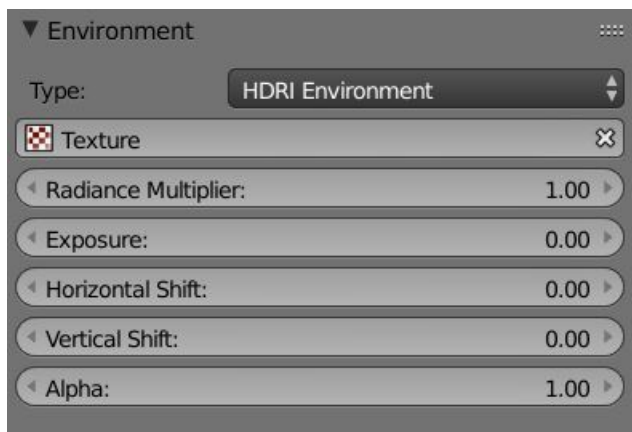 Environment
Type: HDRI Environment
Texture
Radiance Multiplier: 1.00
Exposure: 0.00
Horizontal Shift: 0.00
Vertical Shift: 0.00
Alpha: 1.00